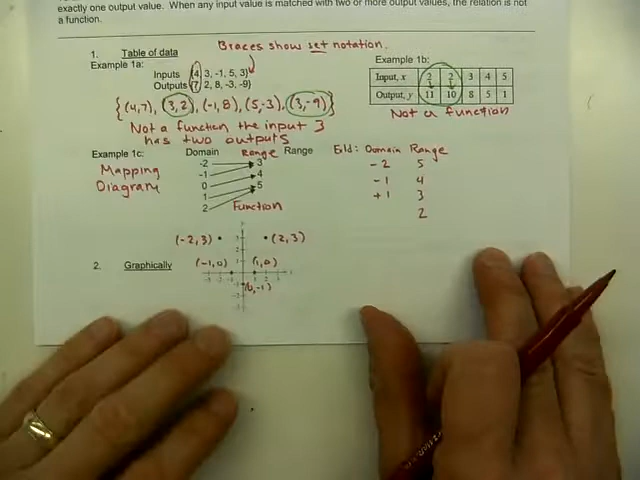 exactly one output value. When any input value is matched with two or more output values, the relation is not
a function.
Braces show set notation.
1. Table of data
Example 1a:
Inputs {4, 3, -1, 5, 3}
Outputs {7, 2, 8, -3, -9}
{(4,7), (3,2), (-1,8), (5,-3), (3,-9)}
Not a function the input 3
has two outputs
Example 1b:
Input, x 2 2 3 4 5
Output, y 11 10 8 5 1
Not a function
Example 1c: Domain Range Range
Mapping
Diagram
-2 3
-1 4
0 5
1
2
Function
Ex1d: Domain Range
-2 5
-1 4
+1 3
2
2. Graphically
(-2,3) (2,3)
(-1,0) (1,0)
(0,-1)